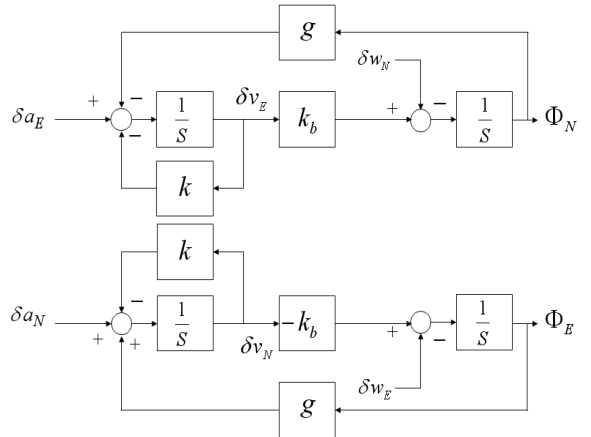 g
δw_N
+ − − 1/S δv_E k_b + − 1/S Φ_N
δa_E
k
k
δa_N − + + 1/S δv_N −k_b + − 1/S Φ_E
δw_E
g